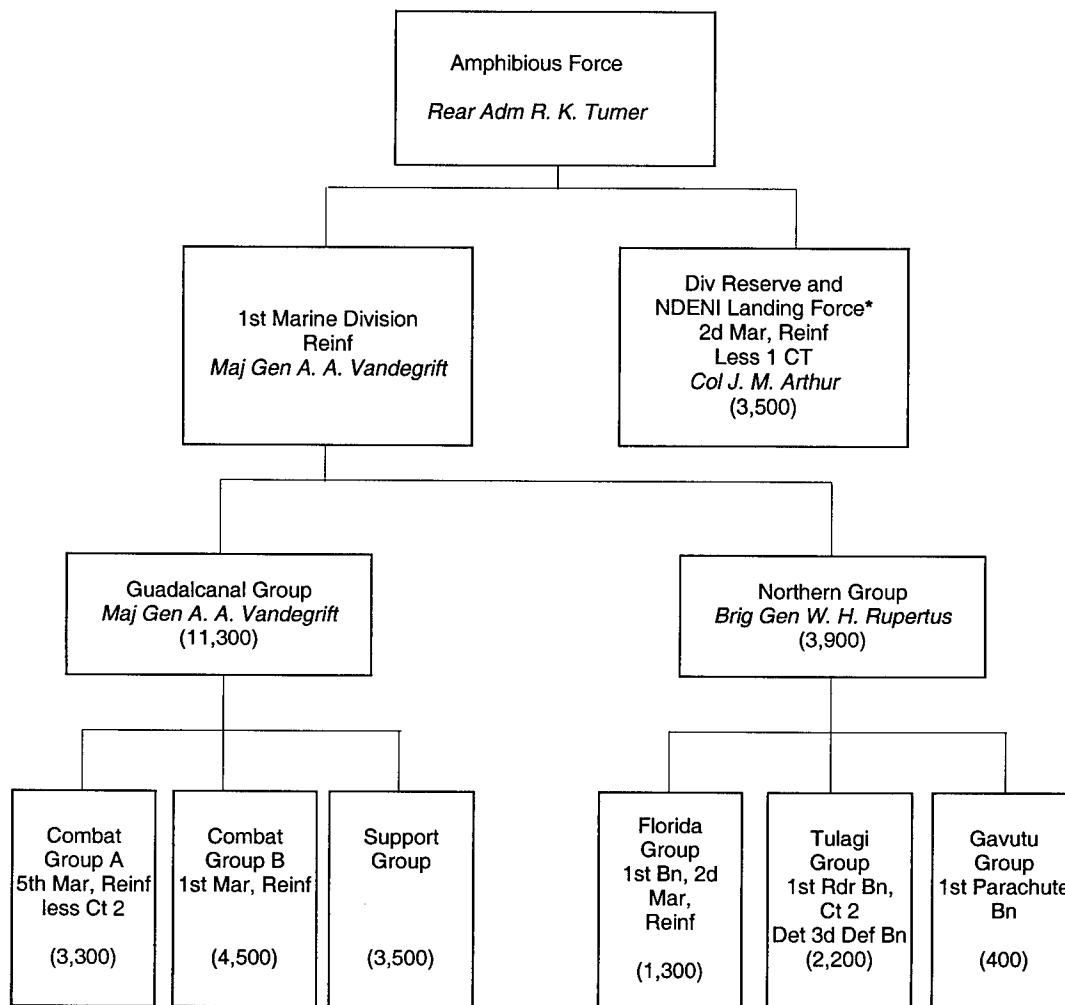 Amphibious Force
Rear Adm R. K. Turner
1st Marine Division
Reinf
Maj Gen A. A. Vandegrift
Div Reserve and
NDENI Landing Force*
2d Mar, Reinf
Less 1 CT
Col J. M. Arthur
(3,500)
Guadalcanal Group
Maj Gen A. A. Vandegrift
(11,300)
Northern Group
Brig Gen W. H. Rupertus
(3,900)
Combat
Group A
5th Mar, Reinf
less Ct 2
(3,300)
Combat
Group B
1st Mar, Reinf
(4,500)
Support
Group
(3,500)
Florida
Group
1st Bn, 2d
Mar,
Reinf
(1,300)
Tulagi
Group
1st Rdr Bn,
Ct 2
Det 3d Def Bn
(2,200)
Gavutu
Group
1st Parachute
Bn
(400)